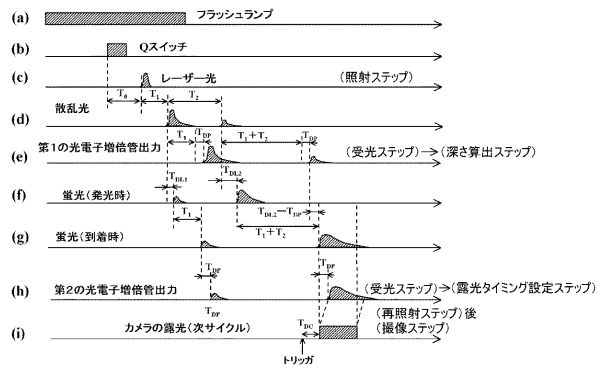 (a) フラッシュランプ
(b) Qスイッチ
(c) レーザー光 (照射ステップ)
T0 T1 T2
(d) 散乱光
T1 TDP T1+T2 TDP
(e) 第1の光電子増倍管出力 (受光ステップ)→(深さ算出ステップ)
TDL1 TDL2
(f) 蛍光(発光時)
T1 TDL2−TDP
T1+T2
(g) 蛍光(到着時)
TDP TDP
(h) 第2の光電子増倍管出力 (受光ステップ)→(露光タイミング設定ステップ)
TDP (再照射ステップ)後
(i) カメラの露光(次サイクル) TDC (撮像ステップ)
トリッガ